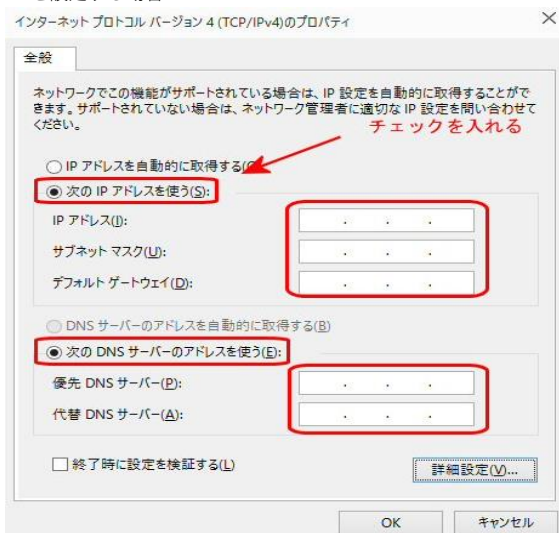 インターネット プロトコル バージョン 4 (TCP/IPv4)のプロパティ
全般
ネットワークでこの機能がサポートされている場合は、IP 設定を自動的に取得することがで
きます。サポートされていない場合は、ネットワーク管理者に適切な IP 設定を問い合わせて
ください。
チェックを入れる
IP アドレスを自動的に取得する(
次の IP アドレスを使う(S):
IP アドレス(I):
サブネット マスク(U):
デフォルト ゲートウェイ(D):
DNS サーバーのアドレスを自動的に取得する(B)
次の DNS サーバーのアドレスを使う(E):
優先 DNS サーバー(P):
代替 DNS サーバー(A):
終了時に設定を検証する(L)
詳細設定(V)...
OK
キャンセル